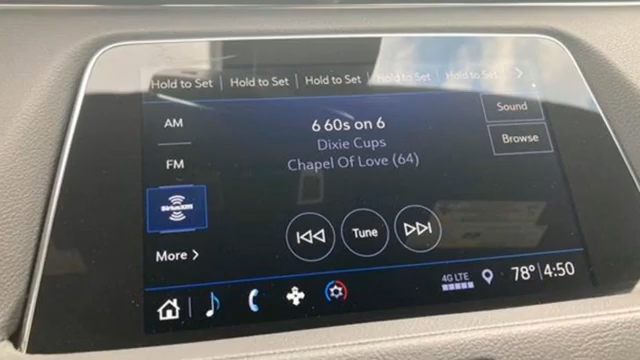 Hold to Set Hold to Set Hold to Set Hold to Set Hold to Set
Sound
AM
6 60s on 6
Browse
Dixie Cups
FM
Chapel Of Love (64)
SiriusXM
Tune
More
4G LTE 78° 4:50